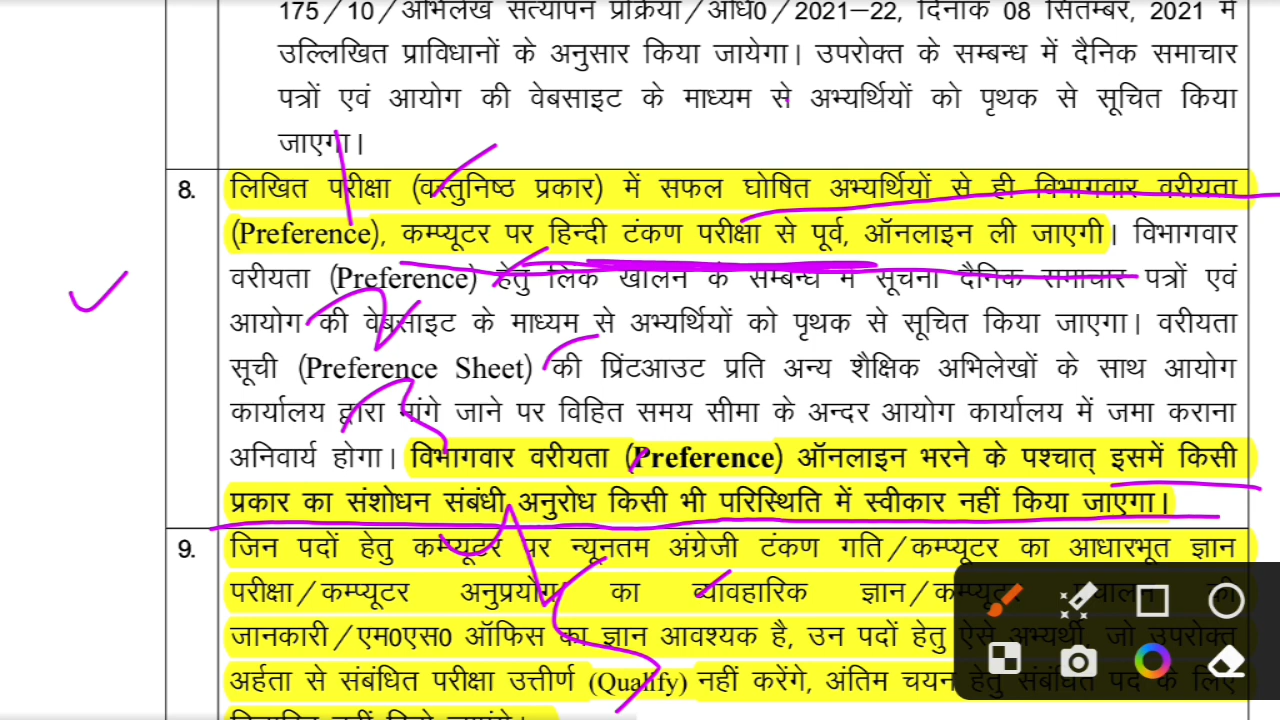 175/10/अभिलेख सत्यापन प्रक्रिया/अधि0/2021–22, दिनांक 08 सितम्बर, 2021 में
उल्लिखित प्राविधानों के अनुसार किया जायेगा। उपरोक्त के सम्बन्ध में दैनिक समाचार
पत्रों एवं आयोग की वेबसाइट के माध्यम से अभ्यर्थियों को पृथक से सूचित किया
जाएगा।
8. लिखित परीक्षा (वस्तुनिष्ठ प्रकार) में सफल घोषित अभ्यर्थियों से ही विभागवार वरीयता
(Preference), कम्प्यूटर पर हिन्दी टंकण परीक्षा से पूर्व, ऑनलाइन ली जाएगी। विभागवार
वरीयता (Preference) हेतु लिंक खोलने के सम्बन्ध में सूचना दैनिक समाचार पत्रों एवं
आयोग की वेबसाइट के माध्यम से अभ्यर्थियों को पृथक से सूचित किया जाएगा। वरीयता
सूची (Preference Sheet) की प्रिंटआउट प्रति अन्य शैक्षिक अभिलेखों के साथ आयोग
कार्यालय द्वारा मांगे जाने पर विहित समय सीमा के अन्दर आयोग कार्यालय में जमा कराना
अनिवार्य होगा। विभागवार वरीयता (Preference) ऑनलाइन भरने के पश्चात् इसमें किसी
प्रकार का संशोधन संबंधी अनुरोध किसी भी परिस्थिति में स्वीकार नहीं किया जाएगा।
9. जिन पदों हेतु कम्प्यूटर पर न्यूनतम अंग्रेजी टंकण गति/कम्प्यूटर का आधारभूत ज्ञान
परीक्षा/कम्प्यूटर अनुप्रयोग का व्यावहारिक ज्ञान/कम्प्यूटर की
जानकारी/एम0एस0 ऑफिस का ज्ञान आवश्यक है, उन पदों हेतु ऐसे अभ्यर्थी, जो उपरोक्त
अर्हता से संबंधित परीक्षा उत्तीर्ण (Qualify) नहीं करेंगे, अंतिम चयन हेतु संबंधित पद के लिए